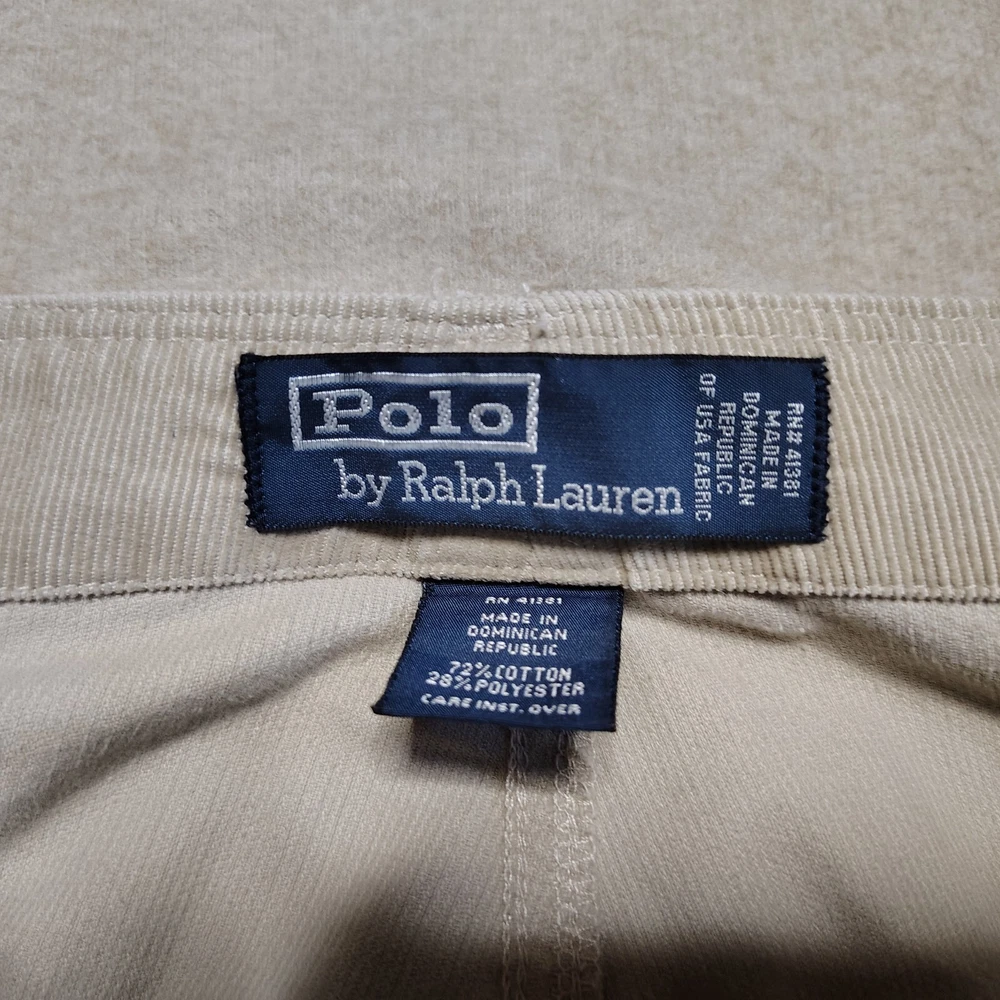 Polo
by Ralph Lauren
RN# 41381
MADE IN
DOMINICAN
REPUBLIC
OF USA FABRIC
RN 41381
MADE IN
DOMINICAN
REPUBLIC
72% COTTON
28% POLYESTER
CARE INST. OVER